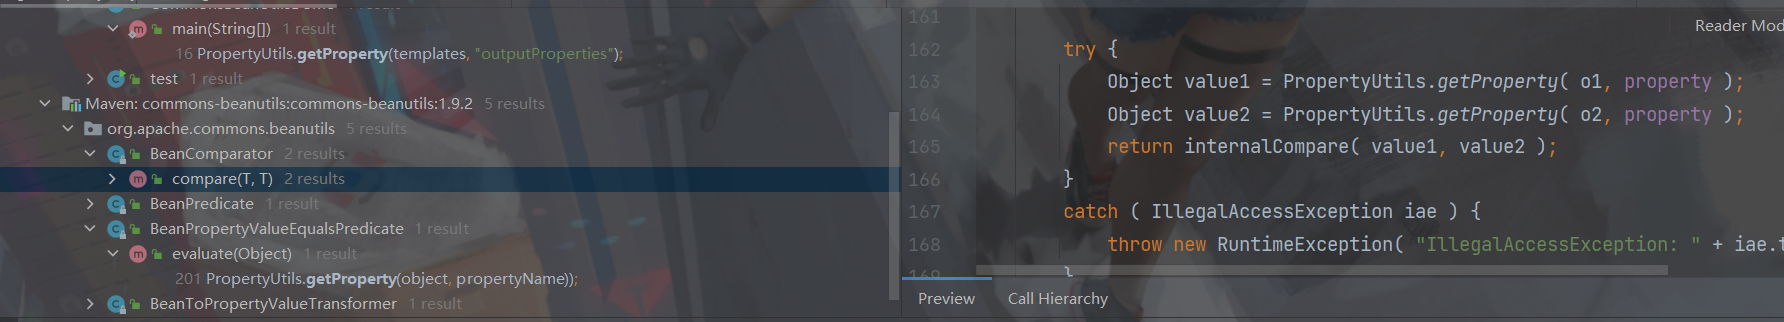 main(String[]) 1 result
16 PropertyUtils.getProperty(templates, "outputProperties");
test 1 result
Maven: commons-beanutils:commons-beanutils:1.9.2 5 results
org.apache.commons.beanutils 5 results
BeanComparator 2 results
compare(T, T) 2 results
BeanPredicate 1 result
BeanPropertyValueEqualsPredicate 1 result
evaluate(Object) 1 result
201 PropertyUtils.getProperty(object, propertyName));
BeanToPropertyValueTransformer 1 result
161
Reader Mod
162 try {
163 Object value1 = PropertyUtils.getProperty( o1, property );
164 Object value2 = PropertyUtils.getProperty( o2, property );
165 return internalCompare( value1, value2 );
166 }
167 catch ( IllegalAccessException iae ) {
168 throw new RuntimeException( "IllegalAccessException: " + iae.t
169 }
Preview Call Hierarchy